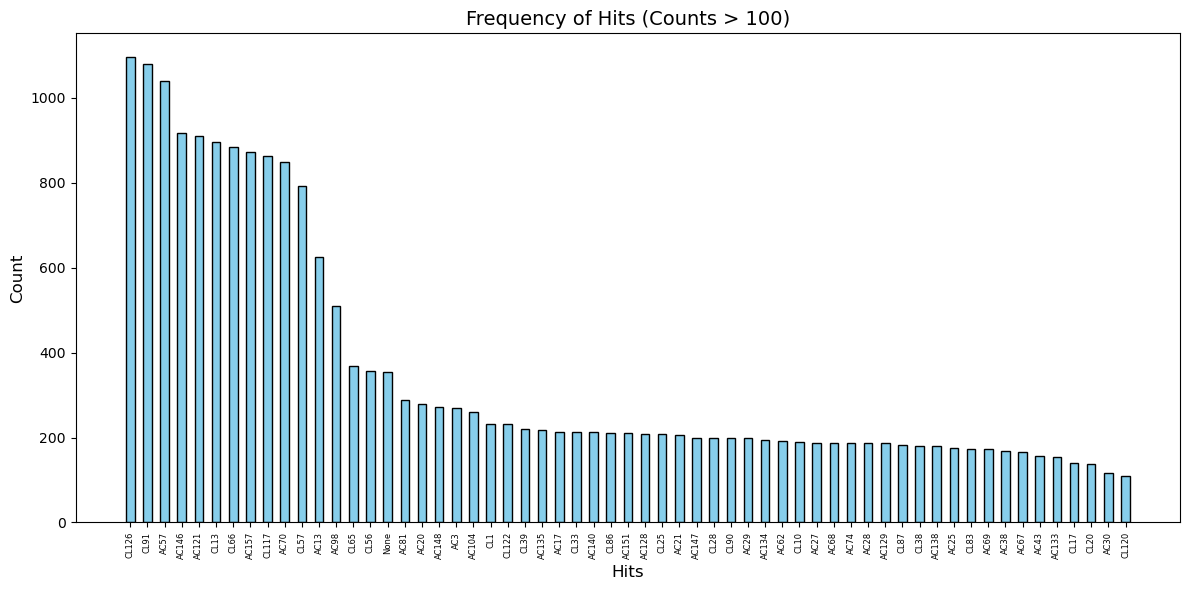 Frequency of Hits (Counts > 100)
Count
1000
800
600
400
200
0
CL126 CL91 AC57 AC146 AC121 CL13 CL66 AC157 CL117 AC70 CL57 AC13 AC98 CL65 CL56 None AC81 AC20 AC148 AC3 AC104 CL1 CL122 CL39 AC135 AC17 CL33 AC140 CL86 AC151 AC128 CL25 AC21 AC147 CL28 CL90 AC29 AC134 AC62 CL10 AC27 AC68 AC74 AC28 AC129 CL87 CL38 AC138 AC25 CL83 AC69 AC38 AC67 AC43 AC133 CL17 CL20 AC30 CL120
Hits